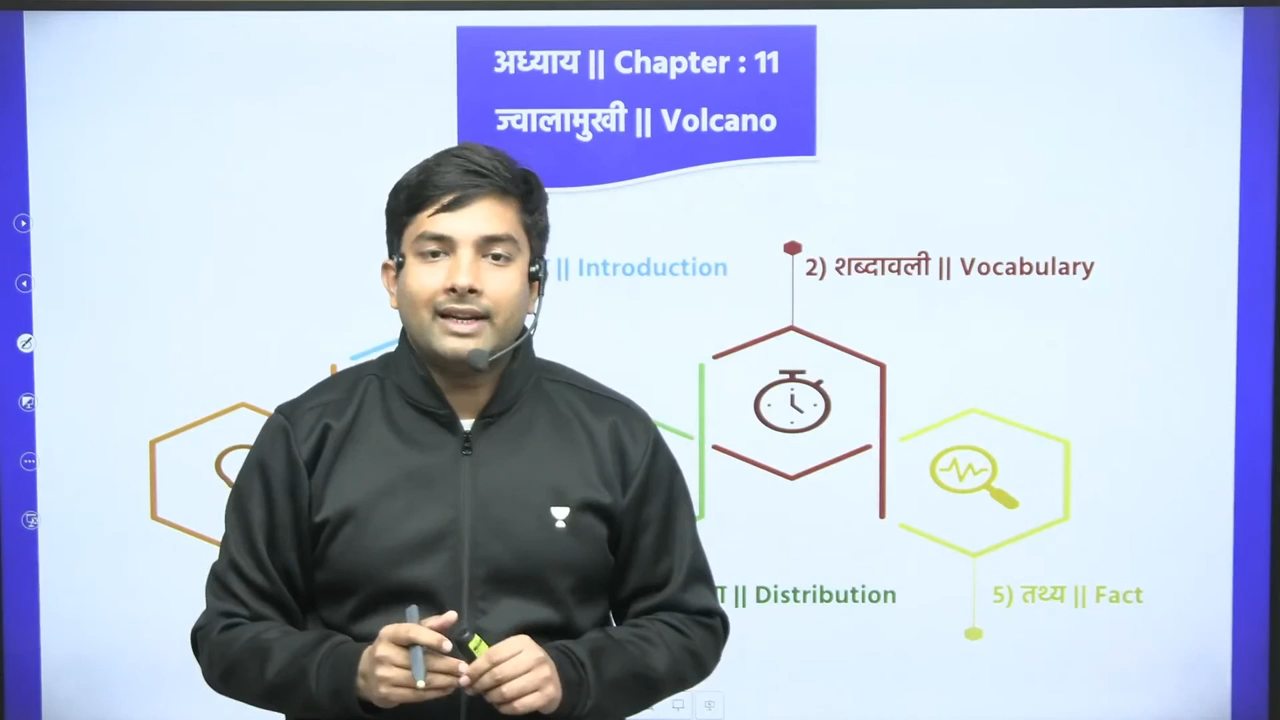 अध्याय || Chapter : 11
ज्वालामुखी || Volcano
|| Introduction
2) शब्दावली || Vocabulary
|| Distribution
5) तथ्य || Fact